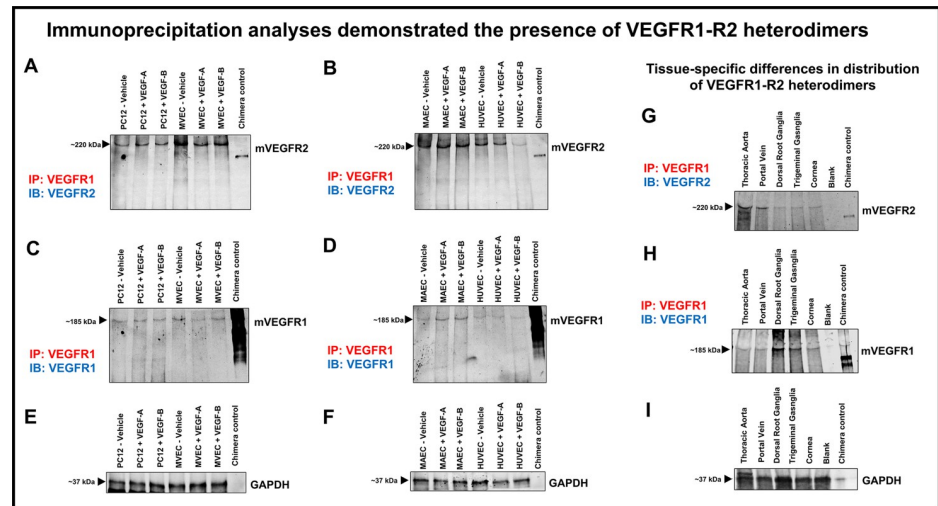 Immunoprecipitation analyses demonstrated the presence of VEGFR1-R2 heterodimers
A
PC12 - Vehicle
PC12 + VEGF-A
PC12 + VEGF-B
MVEC - Vehicle
MVEC + VEGF-A
MVEC + VEGF-B
Chimera control
~220 kDa
mVEGFR2
IP: VEGFR1
IB: VEGFR2
B
MAEC - Vehicle
MAEC + VEGF-A
MAEC + VEGF-B
HUVEC - Vehicle
HUVEC + VEGF-A
HUVEC + VEGF-B
Chimera control
~220 kDa
mVEGFR2
IP: VEGFR1
IB: VEGFR2
C
PC12 - Vehicle
PC12 + VEGF-A
PC12 + VEGF-B
MVEC - Vehicle
MVEC + VEGF-A
MVEC + VEGF-B
Chimera control
~185 kDa
mVEGFR1
IP: VEGFR1
IB: VEGFR1
D
MAEC - Vehicle
MAEC + VEGF-A
MAEC + VEGF-B
HUVEC - Vehicle
HUVEC + VEGF-A
HUVEC + VEGF-B
Chimera control
~185 kDa
mVEGFR1
IP: VEGFR1
IB: VEGFR1
E
PC12 - Vehicle
PC12 + VEGF-A
PC12 + VEGF-B
MVEC - Vehicle
MVEC + VEGF-A
MVEC + VEGF-B
Chimera control
~37 kDa
GAPDH
F
MAEC - Vehicle
MAEC + VEGF-A
MAEC + VEGF-B
HUVEC - Vehicle
HUVEC + VEGF-A
HUVEC + VEGF-B
Chimera control
~37 kDa
GAPDH
Tissue-specific differences in distribution
of VEGFR1-R2 heterodimers
G
Thoracic Aorta
Portal Vein
Dorsal Root Ganglia
Trigeminal Gasnglia
Cornea
Blank
Chimera control
IP: VEGFR1
IB: VEGFR2
~220 kDa
mVEGFR2
H
Thoracic Aorta
Portal Vein
Dorsal Root Ganglia
Trigeminal Gasnglia
Cornea
Blank
Chimera control
IP: VEGFR1
IB: VEGFR1
~185 kDa
mVEGFR1
I
Thoracic Aorta
Portal Vein
Dorsal Root Ganglia
Trigeminal Gasnglia
Cornea
Blank
Chimera control
~37 kDa
GAPDH